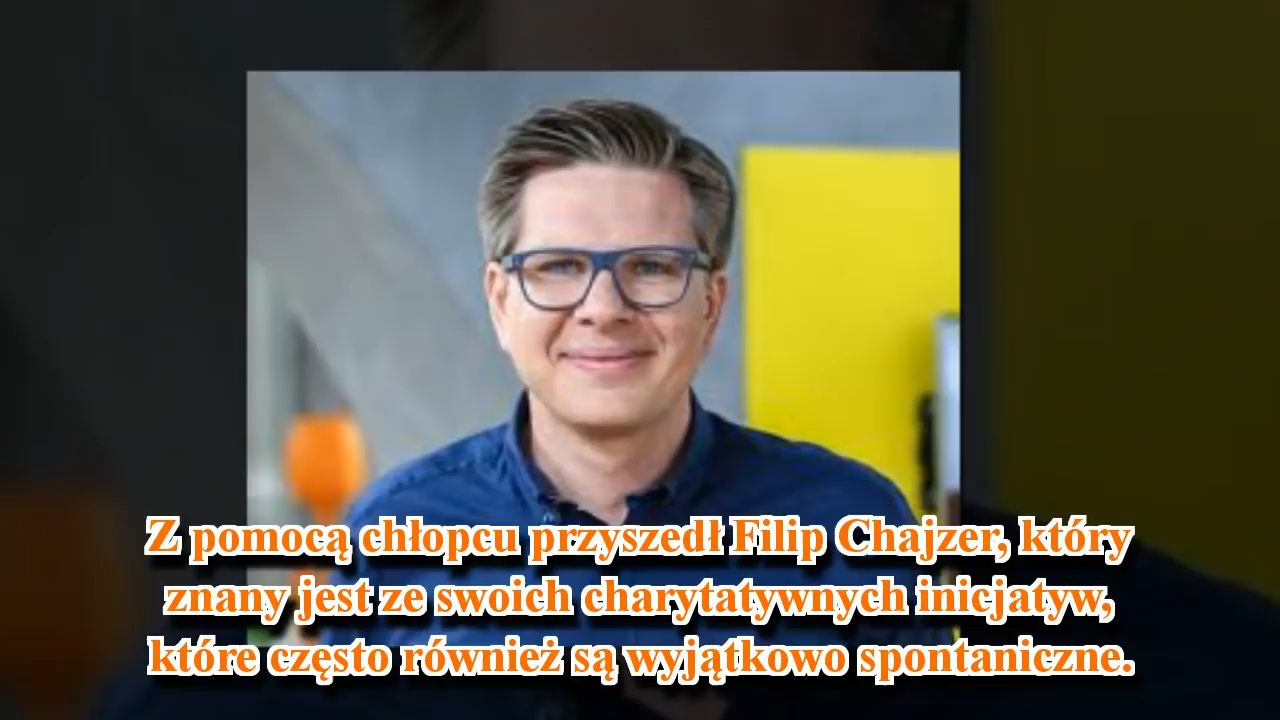 Z pomocą chłopcu przyszedł Filip Chajzer, który
znany jest ze swoich charytatywnych inicjatyw,
które często również są wyjątkowo spontaniczne.